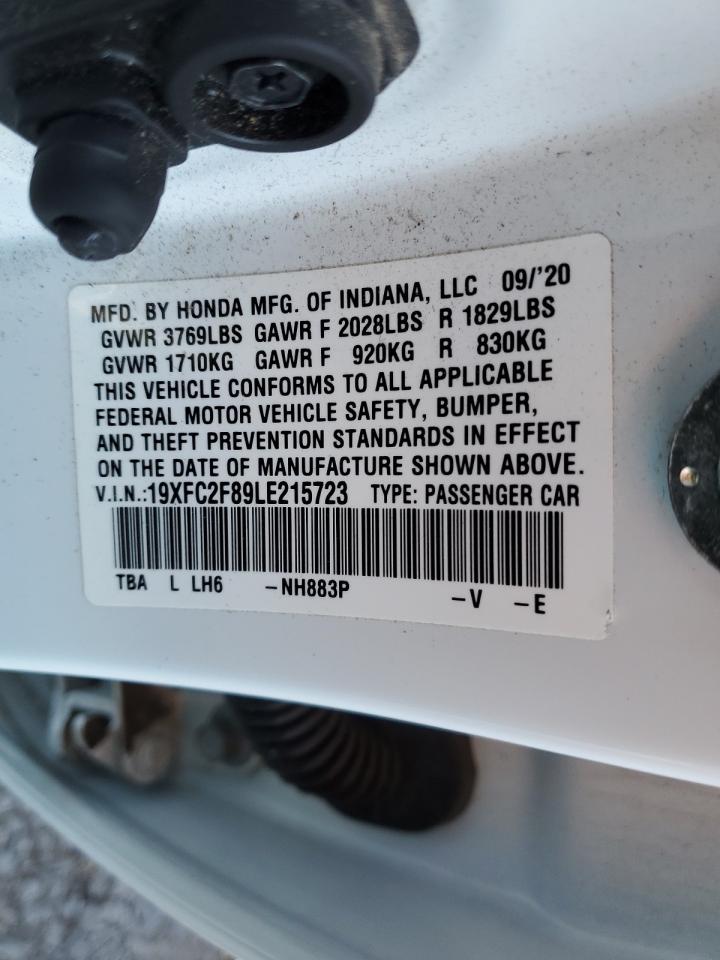 MFD. BY HONDA MFG. OF INDIANA, LLC 09/'20
GVWR 3769LBS GAWR F 2028LBS R 1829LBS
GVWR 1710KG GAWR F 920KG R 830KG
THIS VEHICLE CONFORMS TO ALL APPLICABLE
FEDERAL MOTOR VEHICLE SAFETY, BUMPER,
AND THEFT PREVENTION STANDARDS IN EFFECT
ON THE DATE OF MANUFACTURE SHOWN ABOVE.
V.I.N.:19XFC2F89LE215723 TYPE: PASSENGER CAR
TBA L LH6 -NH883P -V -E